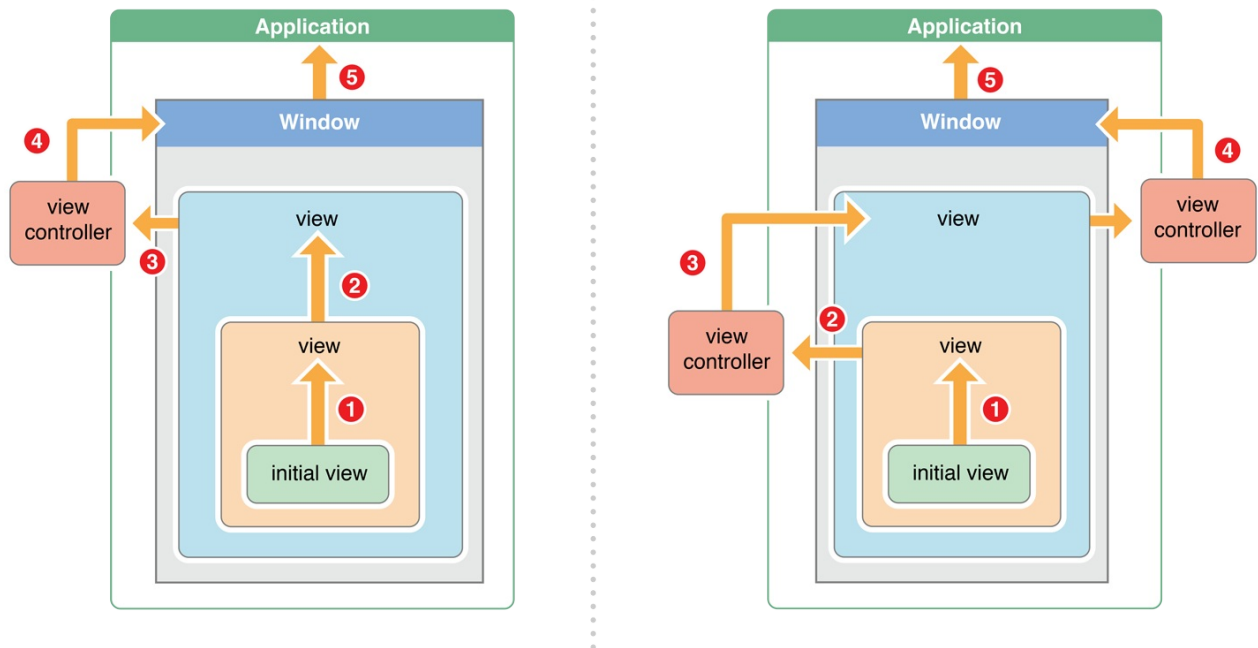 Application
5
Window
4
view
controller
view
3
2
view
1
initial view
Application
5
Window
4
view
controller
view
3
2
view
controller
view
1
initial view